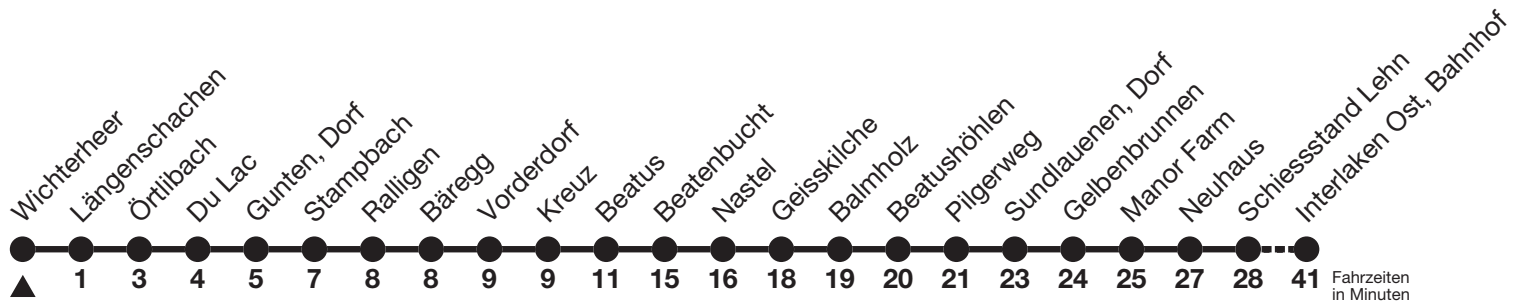 Wichterheer
Längenschachen
Örtlibach
Du Lac
Gunten, Dorf
Stampbach
Ralligen
Bäregg
Vorderdorf
Kreuz
Beatus
Beatenbucht
Nastel
Geisskilche
Balmholz
Beatushöhlen
Pilgerweg
Sundlauenen, Dorf
Gelbenbrunnen
Manor Farm
Neuhaus
Schiessstand Lehn
Interlaken Ost, Bahnhof
1 3 4 5 7 8 8 9 9 11 15 16 18 19 20 21 23 24 25 27 28 41 Fahrzeiten
in Minuten